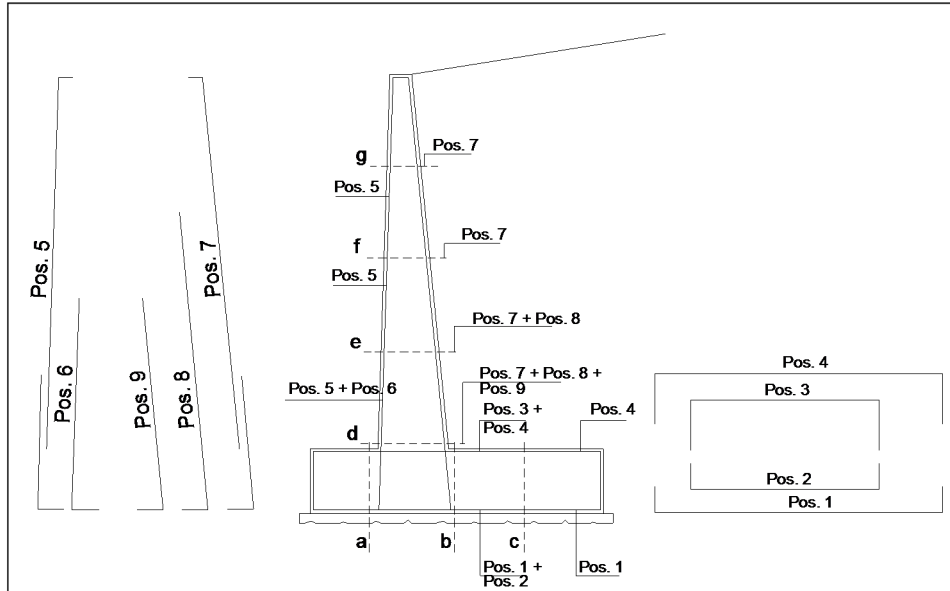 g
Pos. 7
Pos. 5
f
Pos. 7
Pos. 5
Pos. 5
Pos. 7
Pos. 6
Pos. 9
Pos. 8
e
Pos. 7 + Pos. 8
Pos. 5 + Pos. 6
Pos. 7 + Pos. 8 +
Pos. 9
d
Pos. 3 +
Pos. 4
Pos. 4
Pos. 4
Pos. 3
Pos. 2
Pos. 1
a
b
c
Pos. 1 +
Pos. 2
Pos. 1